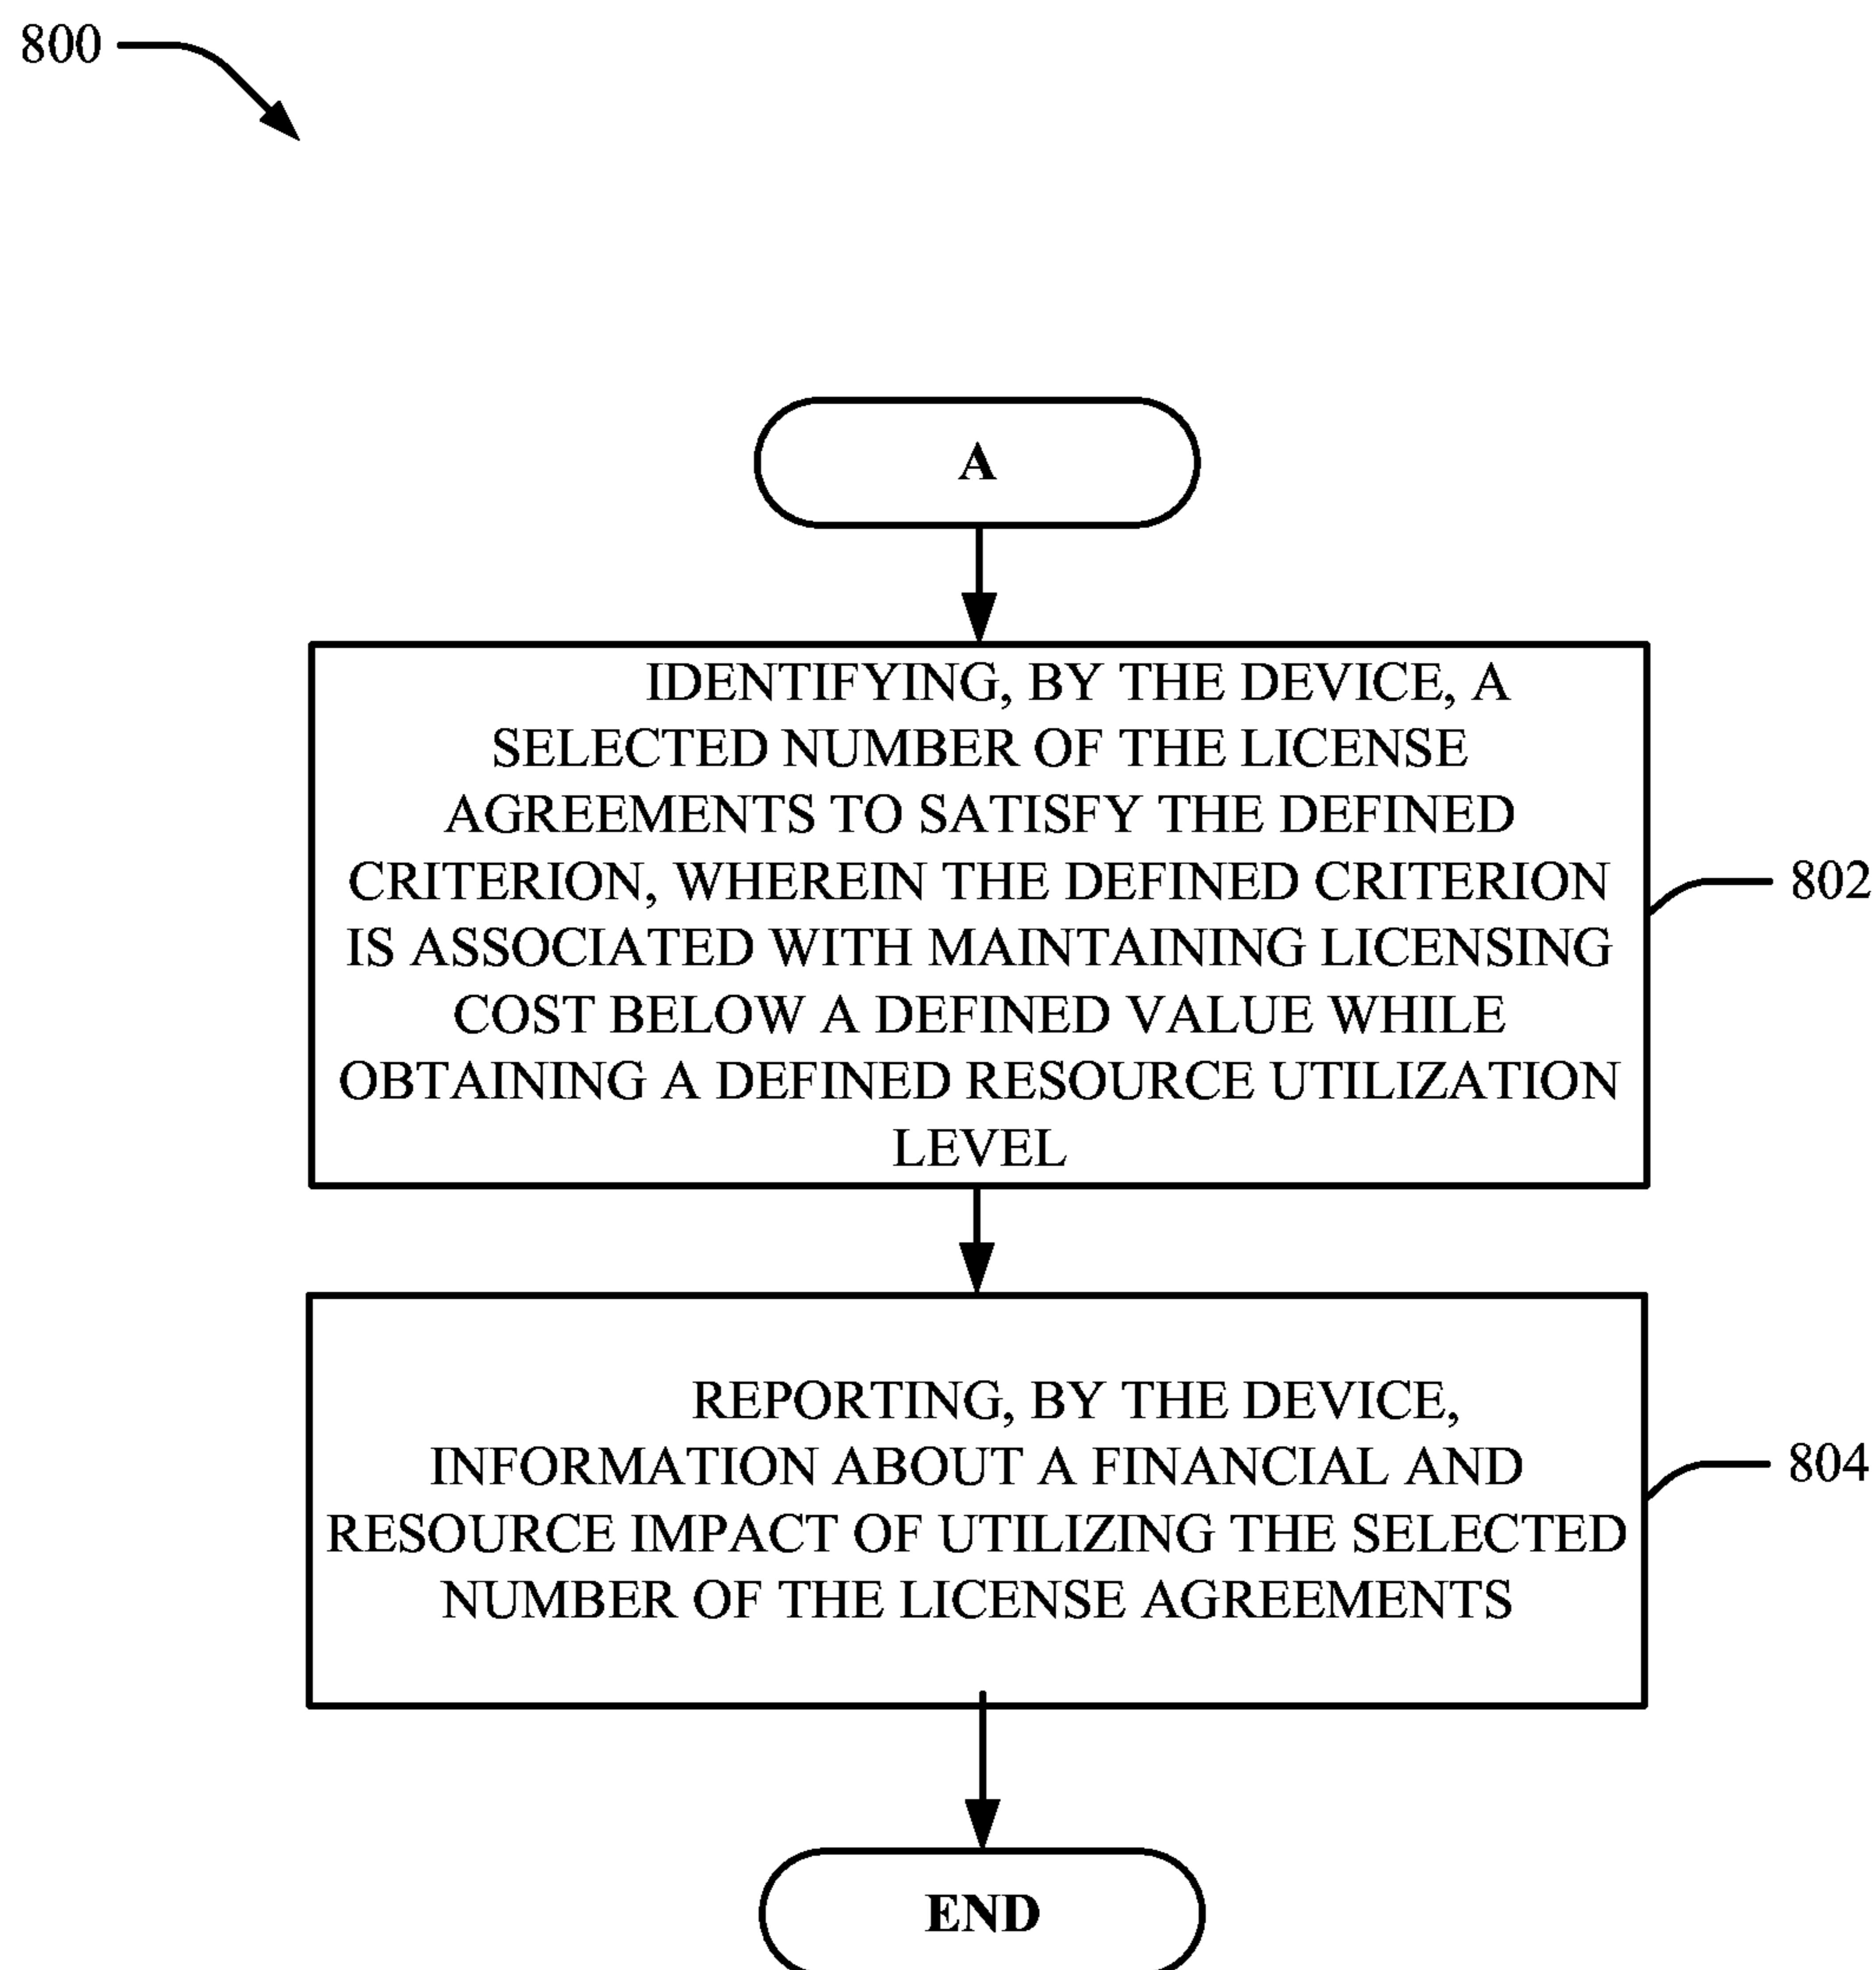 800
A
IDENTIFYING, BY THE DEVICE, A
SELECTED NUMBER OF THE LICENSE
AGREEMENTS TO SATISFY THE DEFINED
CRITERION, WHEREIN THE DEFINED CRITERION
IS ASSOCIATED WITH MAINTAINING LICENSING
COST BELOW A DEFINED VALUE WHILE
OBTAINING A DEFINED RESOURCE UTILIZATION
LEVEL
802
REPORTING, BY THE DEVICE,
INFORMATION ABOUT A FINANCIAL AND
RESOURCE IMPACT OF UTILIZING THE SELECTED
NUMBER OF THE LICENSE AGREEMENTS
804
END